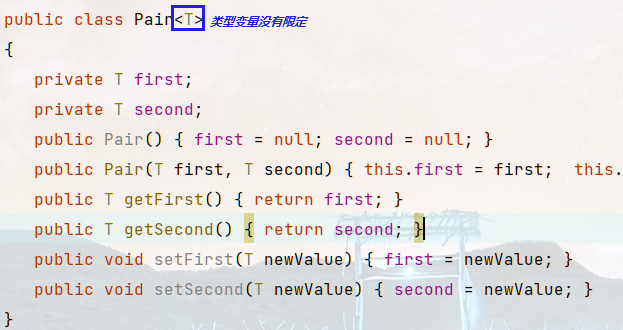 public class Pair<T> 类型变量没有限定
{
private T first;
private T second;
public Pair() { first = null; second = null; }
public Pair(T first, T second) { this.first = first; this.
public T getFirst() { return first; }
public T getSecond() { return second; }
public void setFirst(T newValue) { first = newValue; }
public void setSecond(T newValue) { second = newValue; }
}